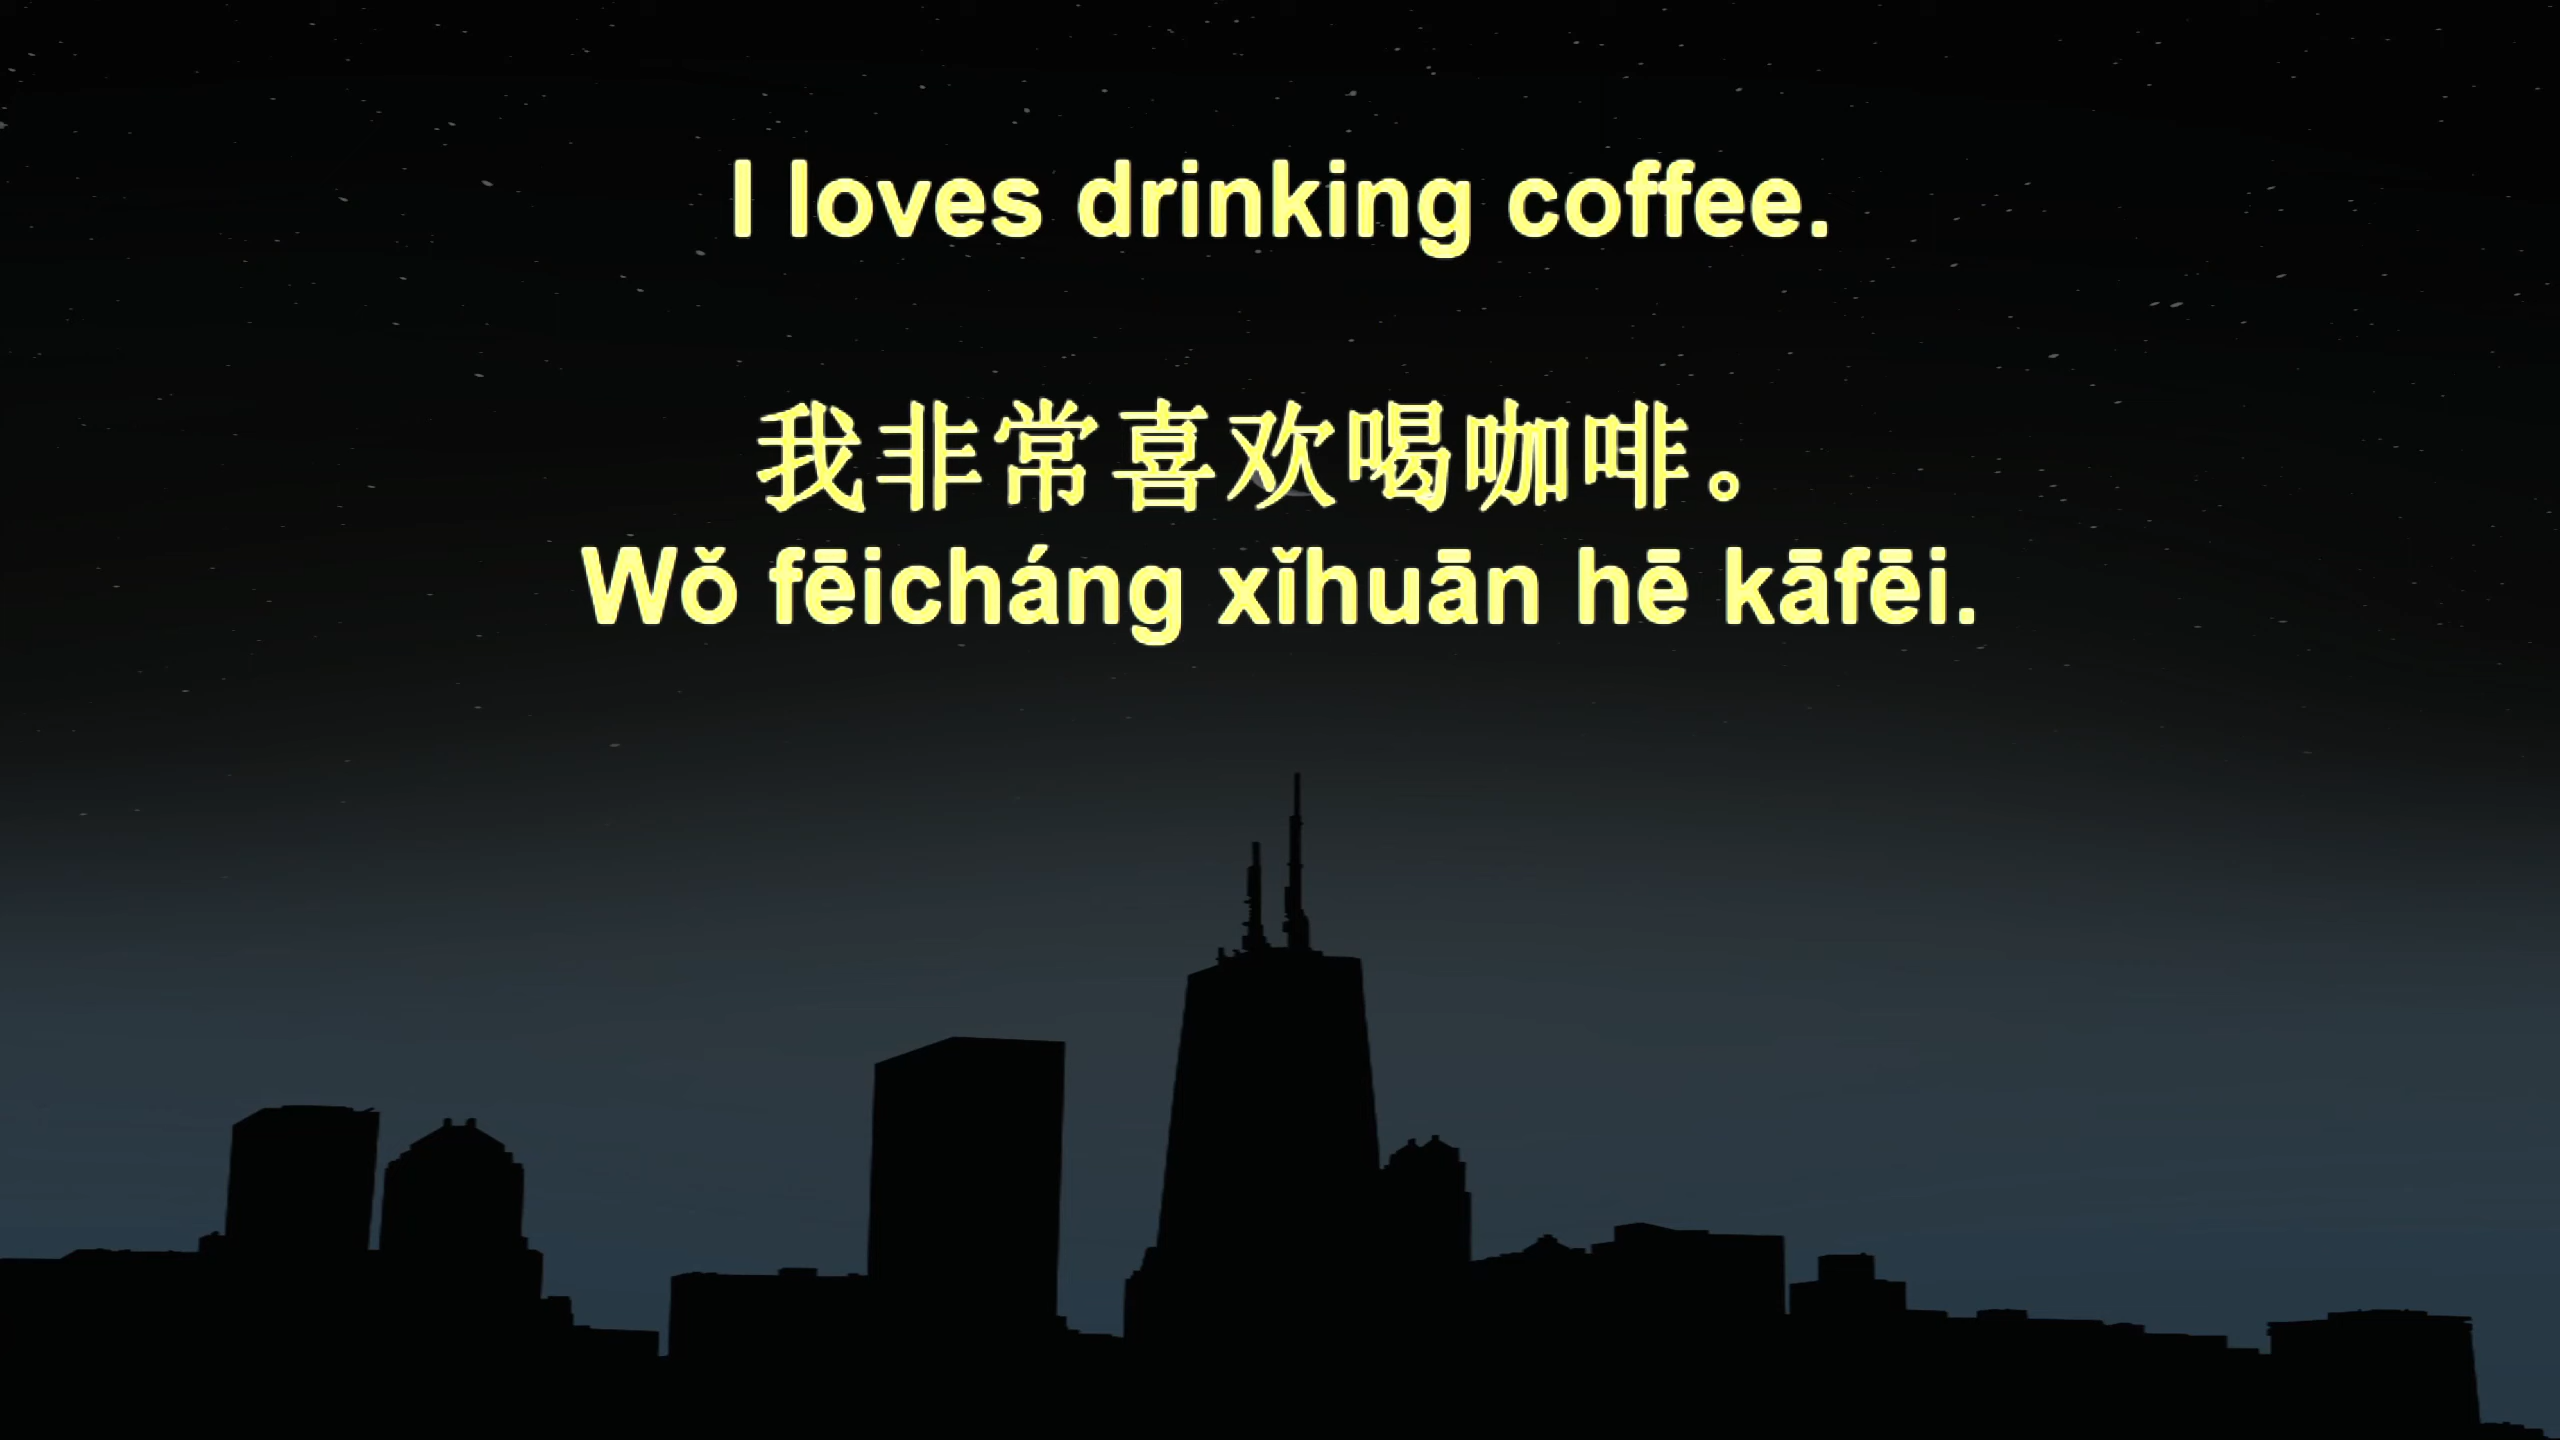 I loves drinking coffee.
我非常喜欢喝咖啡。
Wǒ fēicháng xǐhuān hē kāfēi.